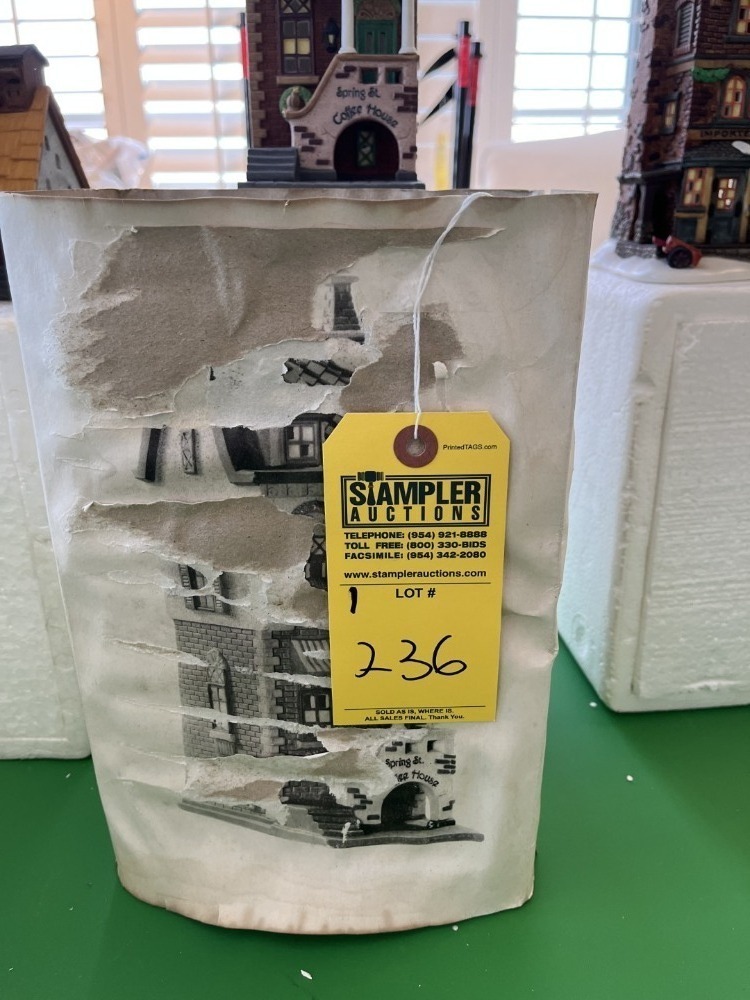 Spring St.
Coffee House
IMPORTS
PrintedTAGS.com
STAMPLER
AUCTIONS
TELEPHONE: (954) 921-8888
TOLL FREE: (800) 330-BIDS
FACSIMILE: (954) 342-2080
www.stamplerauctions.com
1 LOT #
236
SOLD AS IS, WHERE IS.
ALL SALES FINAL. Thank You.
Spring St.
ee House